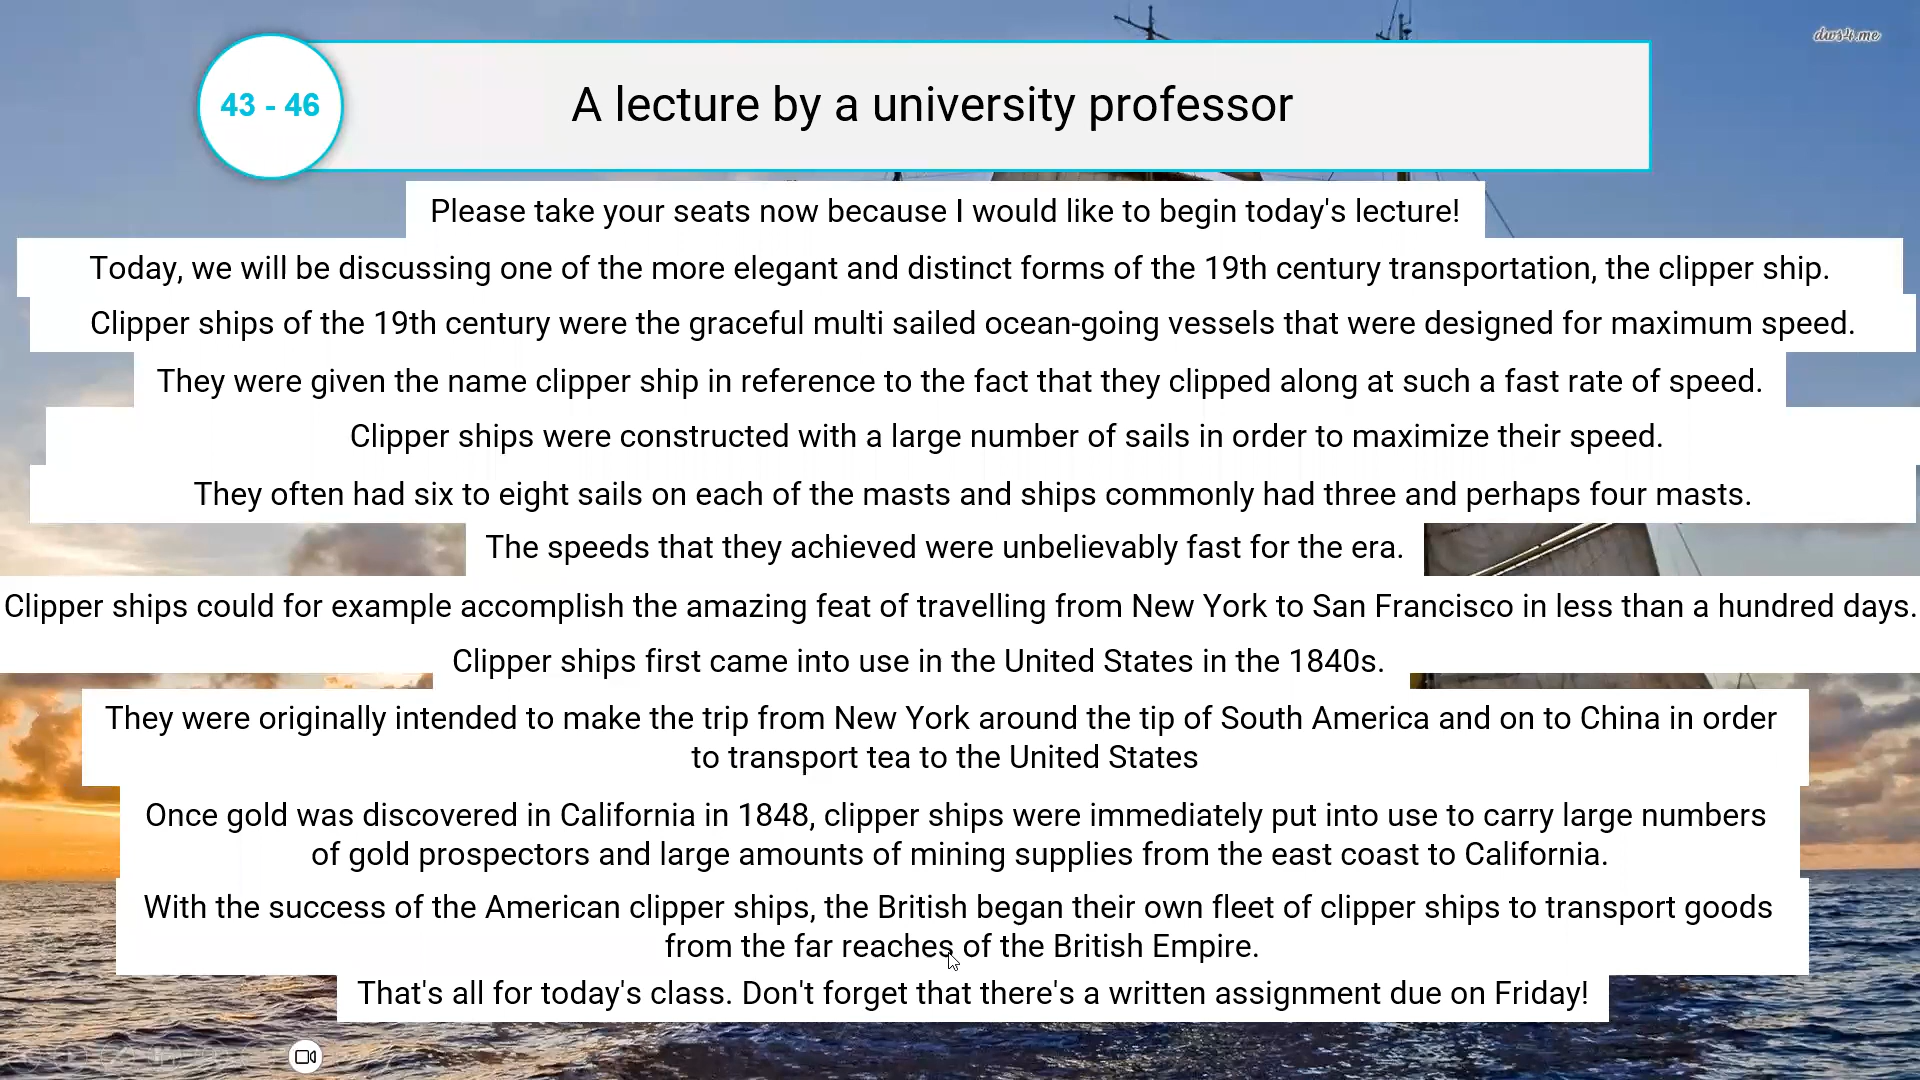 dws4.me
43 - 46
A lecture by a university professor
Please take your seats now because I would like to begin today's lecture!
Today, we will be discussing one of the more elegant and distinct forms of the 19th century transportation, the clipper ship.
Clipper ships of the 19th century were the graceful multi sailed ocean-going vessels that were designed for maximum speed.
They were given the name clipper ship in reference to the fact that they clipped along at such a fast rate of speed.
Clipper ships were constructed with a large number of sails in order to maximize their speed.
They often had six to eight sails on each of the masts and ships commonly had three and perhaps four masts.
The speeds that they achieved were unbelievably fast for the era.
Clipper ships could for example accomplish the amazing feat of travelling from New York to San Francisco in less than a hundred days.
Clipper ships first came into use in the United States in the 1840s.
They were originally intended to make the trip from New York around the tip of South America and on to China in order
to transport tea to the United States
Once gold was discovered in California in 1848, clipper ships were immediately put into use to carry large numbers
of gold prospectors and large amounts of mining supplies from the east coast to California.
With the success of the American clipper ships, the British began their own fleet of clipper ships to transport goods
from the far reaches of the British Empire.
That's all for today's class. Don't forget that there's a written assignment due on Friday!